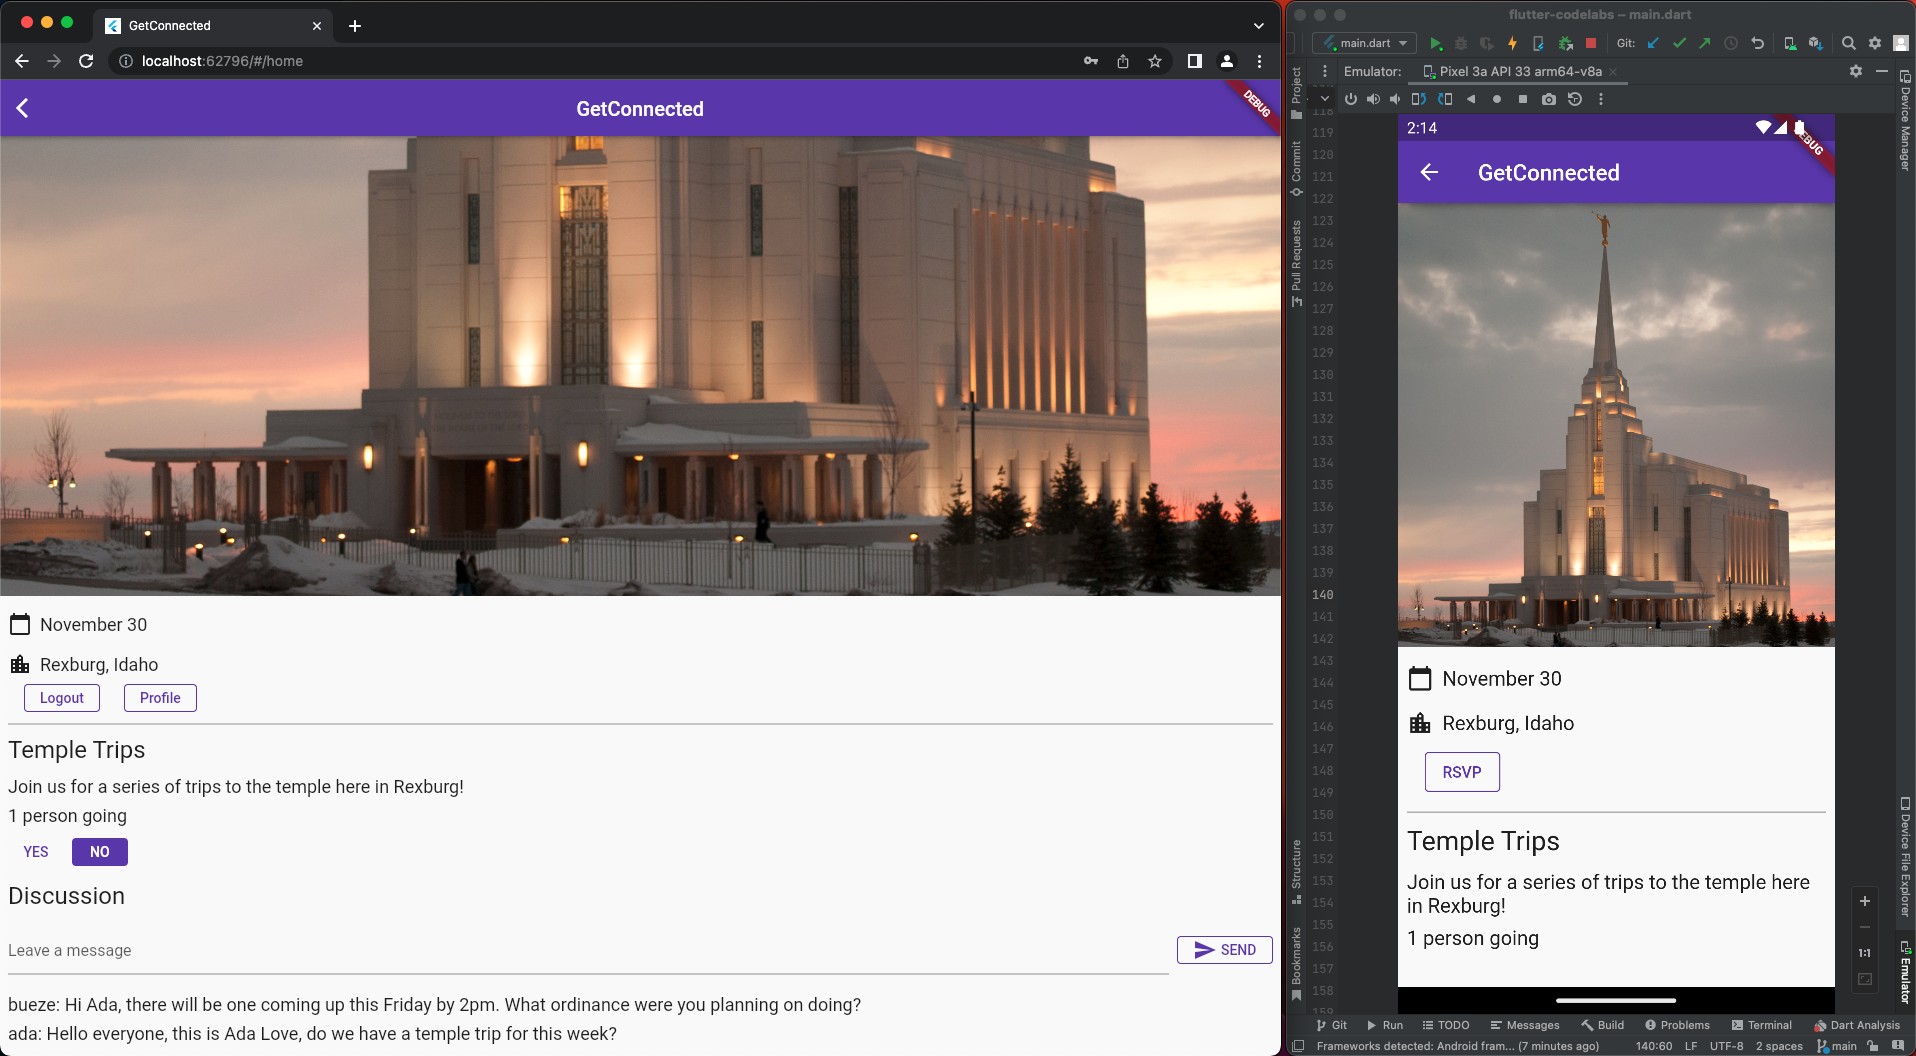 GetConnected
localhost:62796/#/home
GetConnected
DEBUG
November 30
Rexburg, Idaho
Logout
Profile
Temple Trips
Join us for a series of trips to the temple here in Rexburg!
1 person going
YES
NO
Discussion
Leave a message
SEND
bueze: Hi Ada, there will be one coming up this Friday by 2pm. What ordinance were you planning on doing?
ada: Hello everyone, this is Ada Love, do we have a temple trip for this week?
flutter-codelabs – main.dart
main.dart
Git:
Emulator:
Pixel 3a API 33 arm64-v8a
Project
Commit
Pull Requests
Structure
Bookmarks
118
119
120
121
122
123
124
125
126
127
128
129
130
131
132
133
134
135
136
137
138
139
140
141
142
143
144
145
146
147
148
149
150
151
152
153
154
155
156
157
158
159
2:14
DEBUG
GetConnected
November 30
Rexburg, Idaho
RSVP
Temple Trips
Join us for a series of trips to the temple here
in Rexburg!
1 person going
1:1
Device Manager
Device File Explorer
Emulator
Git
Run
TODO
Messages
Build
Problems
Terminal
Dart Analysis
Frameworks detected: Android fram... (7 minutes ago)
140:60
LF
UTF-8
2 spaces
main